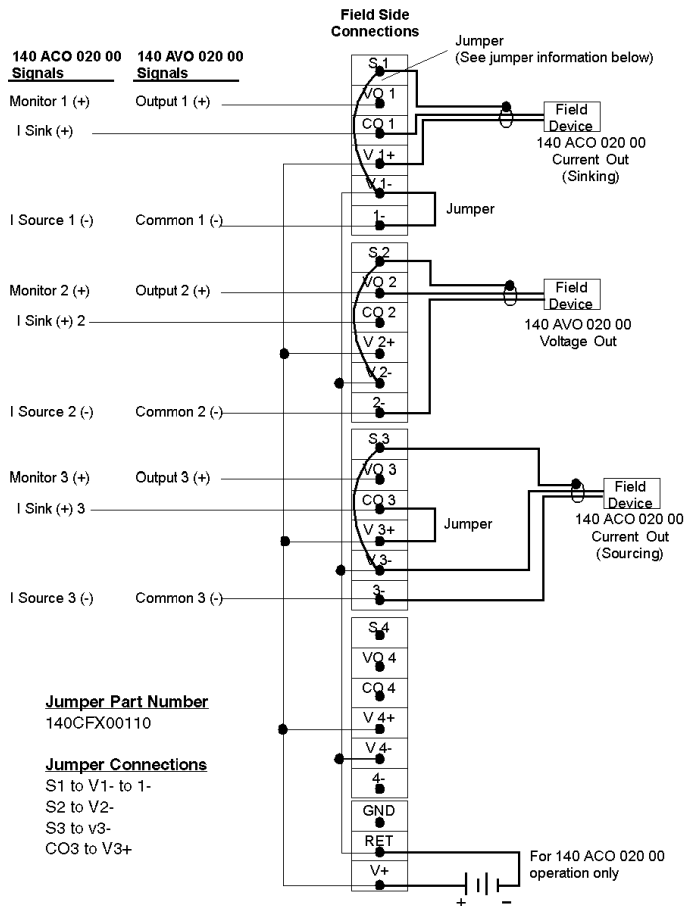 Field Side
Connections
140 ACO 020 00
Signals
140 AVO 020 00
Signals
Jumper
(See jumper information below)
Monitor 1 (+)
Output 1 (+)
I Sink (+)
I Source 1 (-)
Common 1 (-)
S 1
VO 1
CO 1
V 1+
V 1-
1-
Jumper
Field
Device
140 ACO 020 00
Current Out
(Sinking)
Monitor 2 (+)
Output 2 (+)
I Sink (+) 2
I Source 2 (-)
Common 2 (-)
S 2
VO 2
CO 2
V 2+
V 2-
2-
Field
Device
140 AVO 020 00
Voltage Out
Monitor 3 (+)
Output 3 (+)
I Sink (+) 3
I Source 3 (-)
Common 3 (-)
S 3
VO 3
CO 3
V 3+
V 3-
3-
Jumper
Field
Device
140 ACO 020 00
Current Out
(Sourcing)
S 4
VO 4
CO 4
V 4+
V 4-
4-
GND
RET
V+
Jumper Part Number
140CFX00110
Jumper Connections
S1 to V1- to 1-
S2 to V2-
S3 to v3-
CO3 to V3+
For 140 ACO 020 00
operation only
+ –